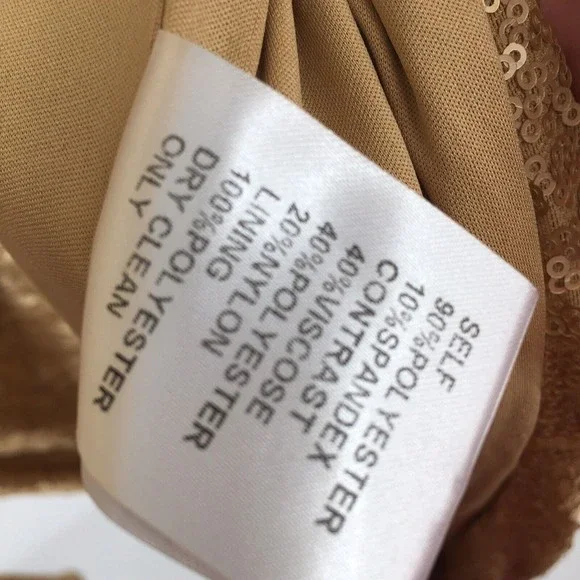 SELF
90%POLYESTER
10%SPANDEX
CONTRAST
40%VISCOSE
40%POLYESTER
20%NYLON
LINING
100%POLYESTER
DRY CLEAN
ONLY